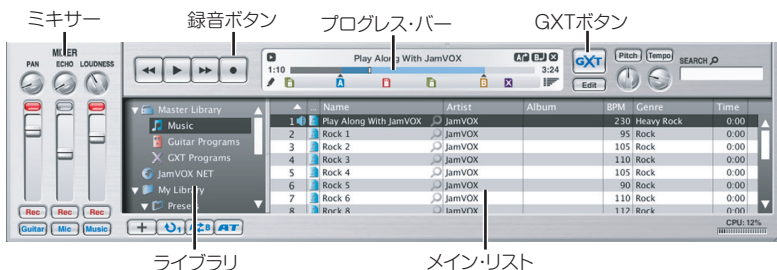 ミキサー
録音ボタン
プログレス・バー
GXTボタン
MIXER
PAN ECHO LOUDNESS
Play Along With JamVOX
1:10
3:24
A
B
X
GXT
Edit
Pitch Tempo
SEARCH
Master Library
Music
Guitar Programs
GXT Programs
JamVOX NET
My Library
Presets
... Name Artist Album BPM Genre Time
1 Play Along With JamVOX JamVOX 230 Heavy Rock 0:00
2 Rock 1 JamVOX 95 Rock 0:00
3 Rock 2 JamVOX 105 Rock 0:00
4 Rock 3 JamVOX 110 Rock 0:00
5 Rock 4 JamVOX 105 Rock 0:00
6 Rock 5 JamVOX 90 Rock 0:00
7 Rock 6 JamVOX 110 Rock 0:00
8 Rock 8 JamVOX 112 Rock 0:00
Rec Rec Rec
Guitar Mic Music
+ 1 A B AT
CPU: 12%
ライブラリ
メイン・リスト